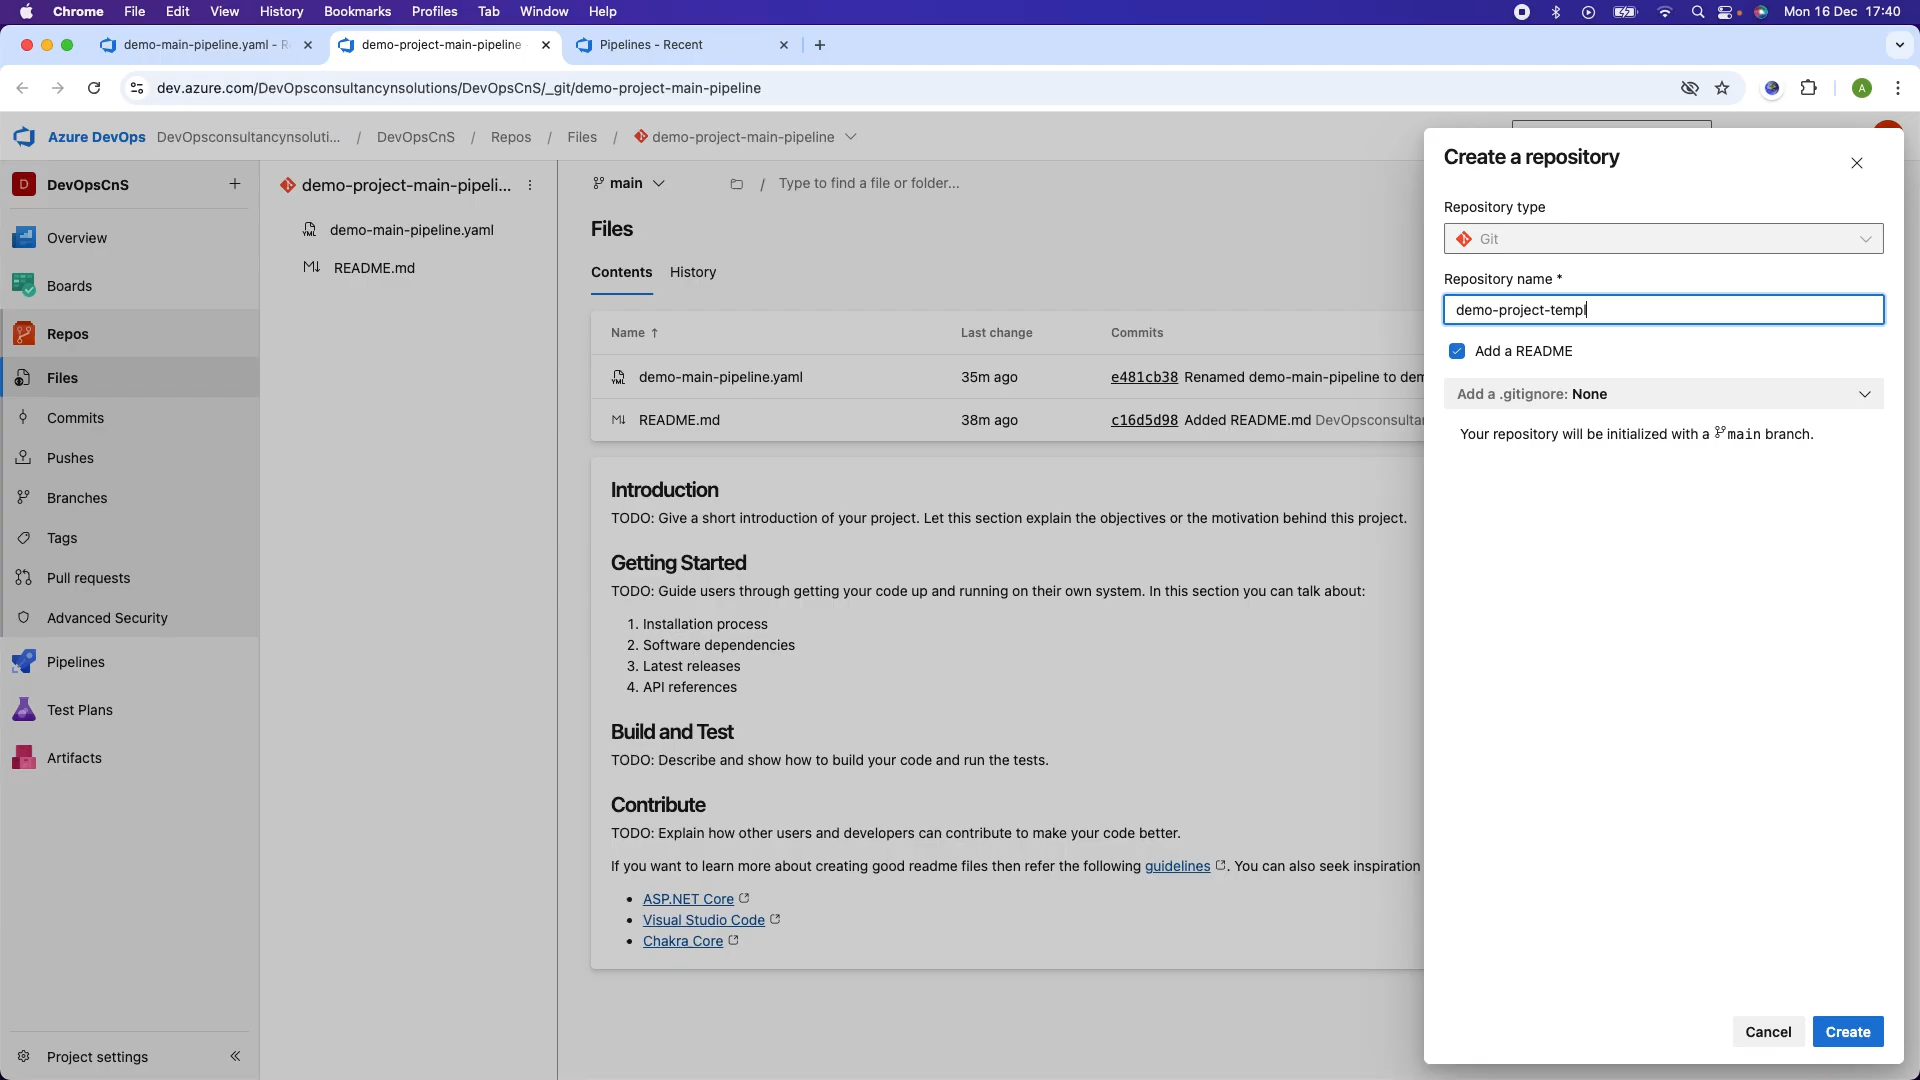 Chrome File Edit View History Bookmarks Profiles Tab Window Help Mon 16 Dec 17:40
demo-main-pipeline.yaml - R demo-project-main-pipeline Pipelines - Recent
dev.azure.com/DevOpsconsultancynsolutions/DevOpsCnS/_git/demo-project-main-pipeline A
Azure DevOps DevOpsconsultancynsoluti... / DevOpsCnS / Repos / Files / demo-project-main-pipeline
D DevOpsCnS +
Overview
Boards
Repos
Files
Commits
Pushes
Branches
Tags
Pull requests
Advanced Security
Pipelines
Test Plans
Artifacts
Project settings
demo-project-main-pipeli...
demo-main-pipeline.yaml
README.md
main / Type to find a file or folder...
Files
Contents History
Name ↑ Last change Commits
demo-main-pipeline.yaml 35m ago e481cb38 Renamed demo-main-pipeline to dem
README.md 38m ago c16d5d98 Added README.md DevOpsconsulta
Introduction
TODO: Give a short introduction of your project. Let this section explain the objectives or the motivation behind this project.
Getting Started
TODO: Guide users through getting your code up and running on their own system. In this section you can talk about:
1. Installation process
2. Software dependencies
3. Latest releases
4. API references
Build and Test
TODO: Describe and show how to build your code and run the tests.
Contribute
TODO: Explain how other users and developers can contribute to make your code better.
If you want to learn more about creating good readme files then refer the following guidelines. You can also seek inspiration
• ASP.NET Core
• Visual Studio Code
• Chakra Core
Create a repository
Repository type
Git
Repository name *
demo-project-templ
Add a README
Add a .gitignore: None
Your repository will be initialized with a main branch.
Cancel Create